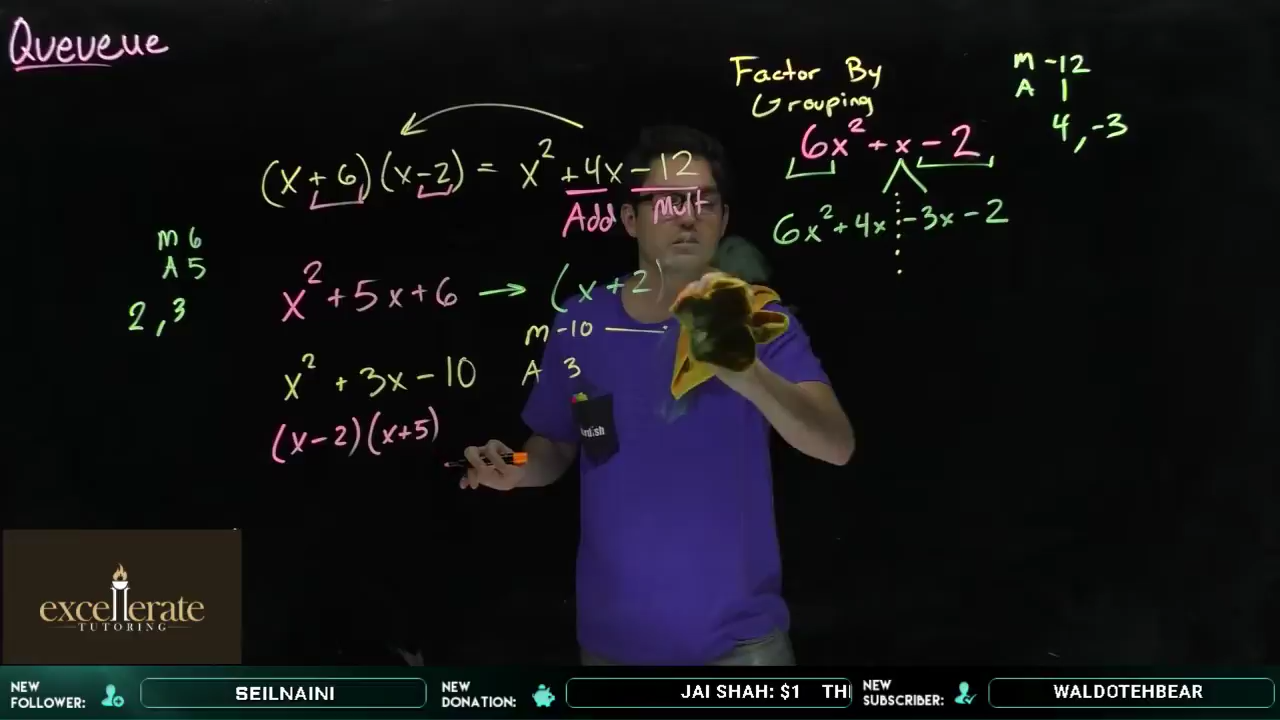 Queueue
Factor By
Grouping
M -12
A 1
4, -3
6x² + x - 2
6x² + 4x - 3x - 2
(x + 6)(x - 2) = x² + 4x - 12
Add Mult
M 6
A 5
2, 3
x² + 5x + 6 → (x + 2)
M -10
A 3
x² + 3x - 10
(x - 2)(x + 5)
excellerate
TUTORING
NEW FOLLOWER: SEILNAINI
NEW DONATION: JAI SHAH: $1
NEW SUBSCRIBER: WALDOTEHBEAR